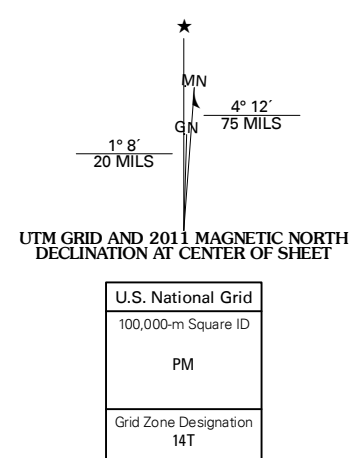 ★
MN
4° 12´
75 MILS
GN
1° 8´
20 MILS
UTM GRID AND 2011 MAGNETIC NORTH
DECLINATION AT CENTER OF SHEET
U.S. National Grid
100,000-m Square ID
PM
Grid Zone Designation
14T